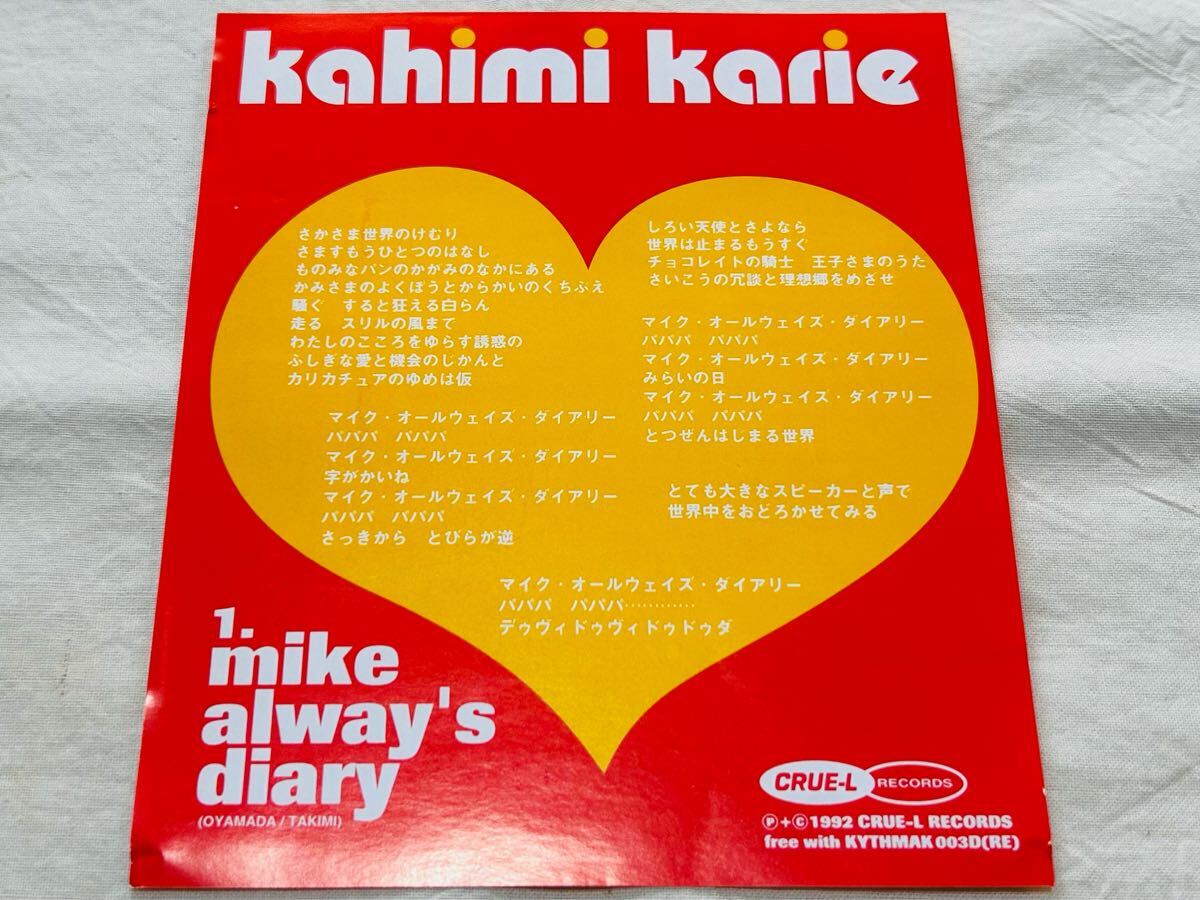 kahimi karie
さかさま世界のけむり
さますもうひとつのはなし
ものみなパンのかがみのなかにある
かみさまのよくぼうとからかいのくちぶえ
騒ぐ　すると狂える白らん
走る　スリルの風まで
わたしのこころをゆらす誘惑の
ふしぎな愛と機会のじかんと
カリカチュアのゆめは仮
マイク・オールウェイズ・ダイアリー
パパパ　パパパ
マイク・オールウェイズ・ダイアリー
字がかいね
マイク・オールウェイズ・ダイアリー
パパパ　パパパ
さっきから　とびらが逆
しろい天使とさよなら
世界は止まるもうすぐ
チョコレイトの騎士　王子さまのうた
さいこうの冗談と理想郷をめざせ
マイク・オールウェイズ・ダイアリー
パパパ　パパパ
マイク・オールウェイズ・ダイアリー
みらいの日
マイク・オールウェイズ・ダイアリー
パパパ　パパパ
とつぜんはじまる世界
とても大きなスピーカーと声で
世界中をおどろかせてみる
マイク・オールウェイズ・ダイアリー
パパパ　パパパ…………
デゥヴィドゥヴィドゥドゥダ
1.
mike
alway's
diary
(OYAMADA / TAKIMI)
CRUE-L RECORDS
Ⓟ+©1992 CRUE-L RECORDS
free with KYTHMAK 003D(RE)